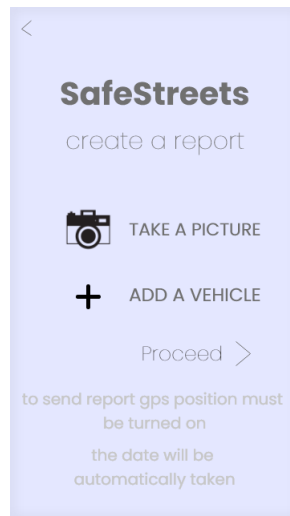 SafeStreets
create a report
TAKE A PICTURE
ADD A VEHICLE
Proceed
to send report gps position must
be turned on
the date will be
automatically taken